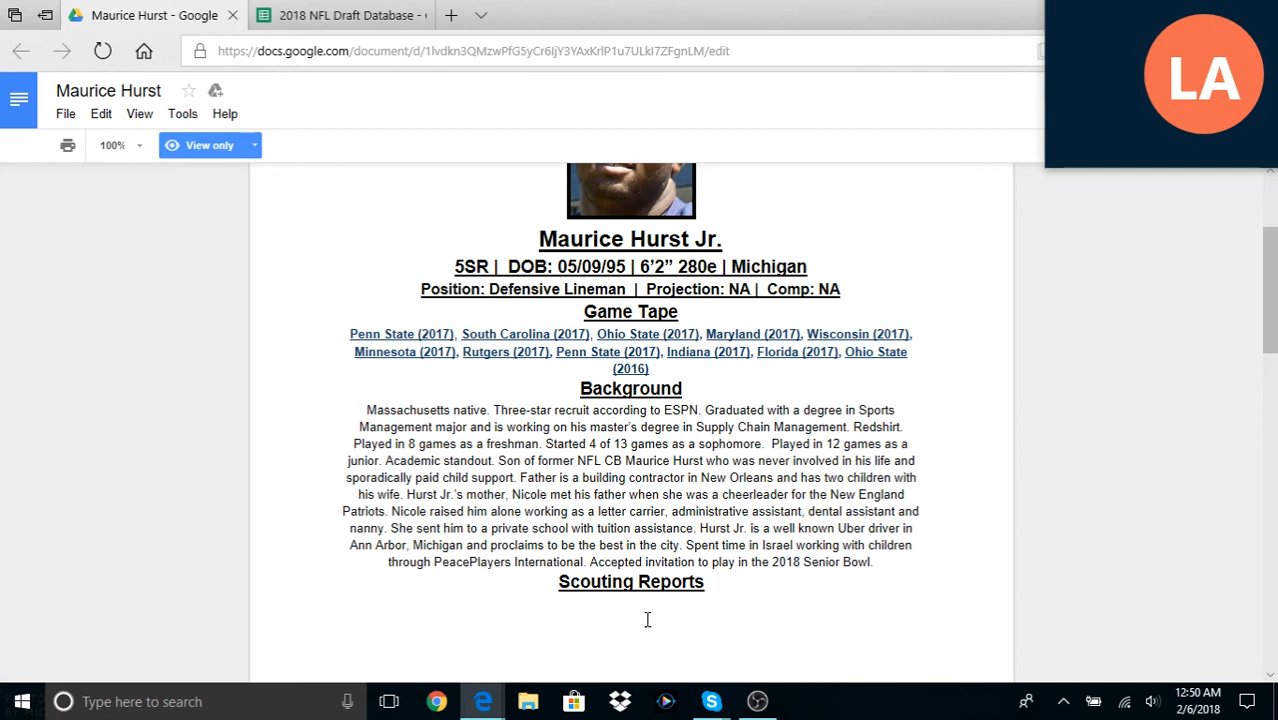 Maurice Hurst - Google
2018 NFL Draft Database -
https://docs.google.com/document/d/1lvdkn3QMzwPfG5yCr6IjY3YAxKrlP1u7ULkI7ZFgnLM/edit
LA
Maurice Hurst
File Edit View Tools Help
100% View only
Maurice Hurst Jr.
5SR | DOB: 05/09/95 | 6’2” 280e | Michigan
Position: Defensive Lineman | Projection: NA | Comp: NA
Game Tape
Penn State (2017), South Carolina (2017), Ohio State (2017), Maryland (2017), Wisconsin (2017),
Minnesota (2017), Rutgers (2017), Penn State (2017), Indiana (2017), Florida (2017), Ohio State
(2016)
Background
Massachusetts native. Three-star recruit according to ESPN. Graduated with a degree in Sports
Management major and is working on his master’s degree in Supply Chain Management. Redshirt.
Played in 8 games as a freshman. Started 4 of 13 games as a sophomore. Played in 12 games as a
junior. Academic standout. Son of former NFL CB Maurice Hurst who was never involved in his life and
sporadically paid child support. Father is a building contractor in New Orleans and has two children with
his wife. Hurst Jr.’s mother, Nicole met his father when she was a cheerleader for the New England
Patriots. Nicole raised him alone working as a letter carrier, administrative assistant, dental assistant and
nanny. She sent him to a private school with tuition assistance. Hurst Jr. is a well known Uber driver in
Ann Arbor, Michigan and proclaims to be the best in the city. Spent time in Israel working with children
through PeacePlayers International. Accepted invitation to play in the 2018 Senior Bowl.
Scouting Reports
Type here to search
12:50 AM
2/6/2018